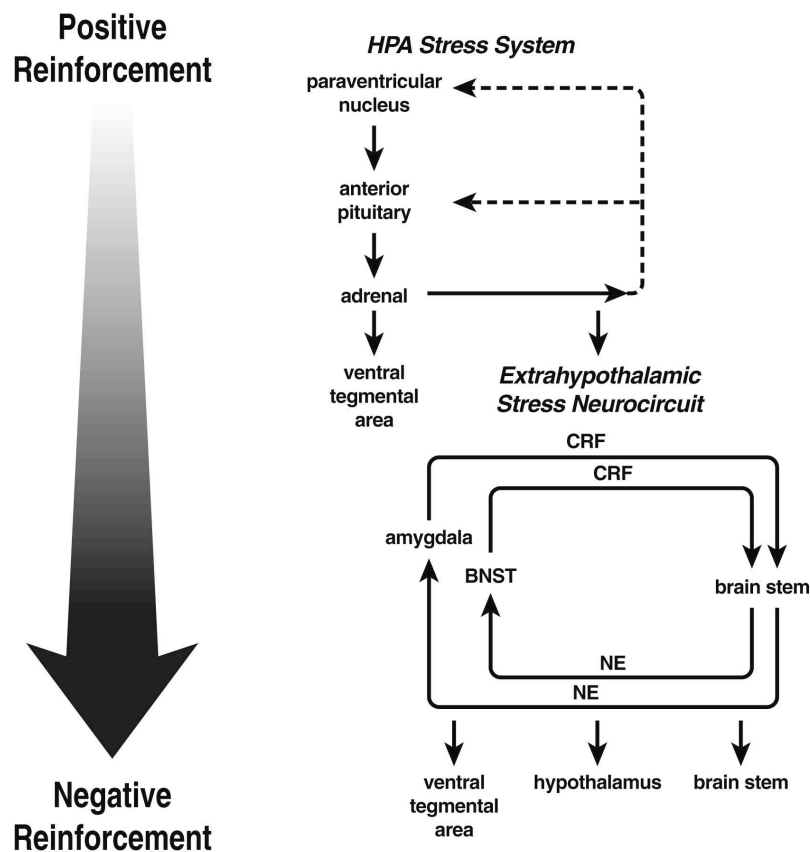 Positive
Reinforcement
HPA Stress System
paraventricular
nucleus
anterior
pituitary
adrenal
ventral
tegmental
area
Extrahypothalamic
Stress Neurocircuit
CRF
CRF
amygdala
BNST
brain stem
NE
NE
ventral
tegmental
area
hypothalamus
brain stem
Negative
Reinforcement